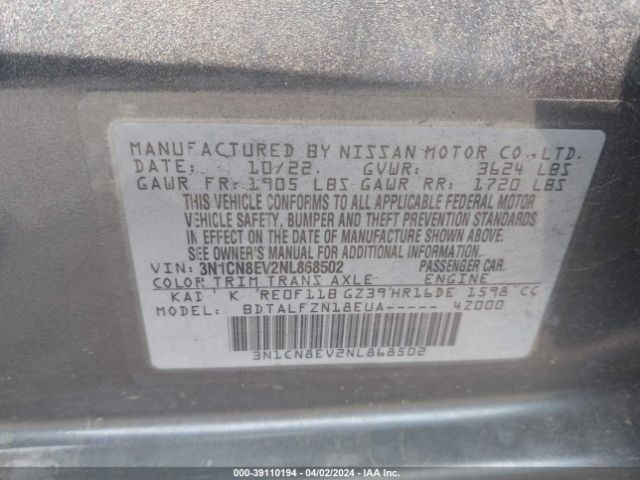 MANUFACTURED BY NISSAN MOTOR CO., LTD.
DATE: 10/22 GVWR: 3624 LBS
GAWR FR: 1905 LBS GAWR RR: 1720 LBS
THIS VEHICLE CONFORMS TO ALL APPLICABLE FEDERAL MOTOR
VEHICLE SAFETY, BUMPER AND THEFT PREVENTION STANDARDS
IN EFFECT ON THE DATE OF MANUFACTURE SHOWN ABOVE.
SEE OWNER'S MANUAL FOR ADDITIONAL INFORMATION.
VIN: 3N1CN8EV2NL868502 PASSENGER CAR.
COLOR TRIM TRANS AXLE ENGINE
KAD K RE0F11B GZ39 HR16DE 1598 CC
MODEL: BDTALFZN18EUA----- 4Z000
3N1CN8EV2NL868502
000-39110194 - 04/02/2024 - IAA Inc.